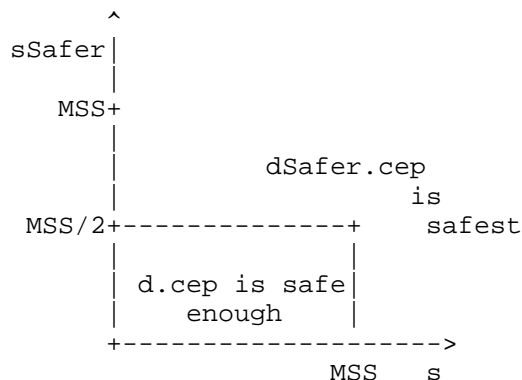 sSafer
MSS
dSafer.cep
is
MSS/2
safest
d.cep is safe
enough
MSS s